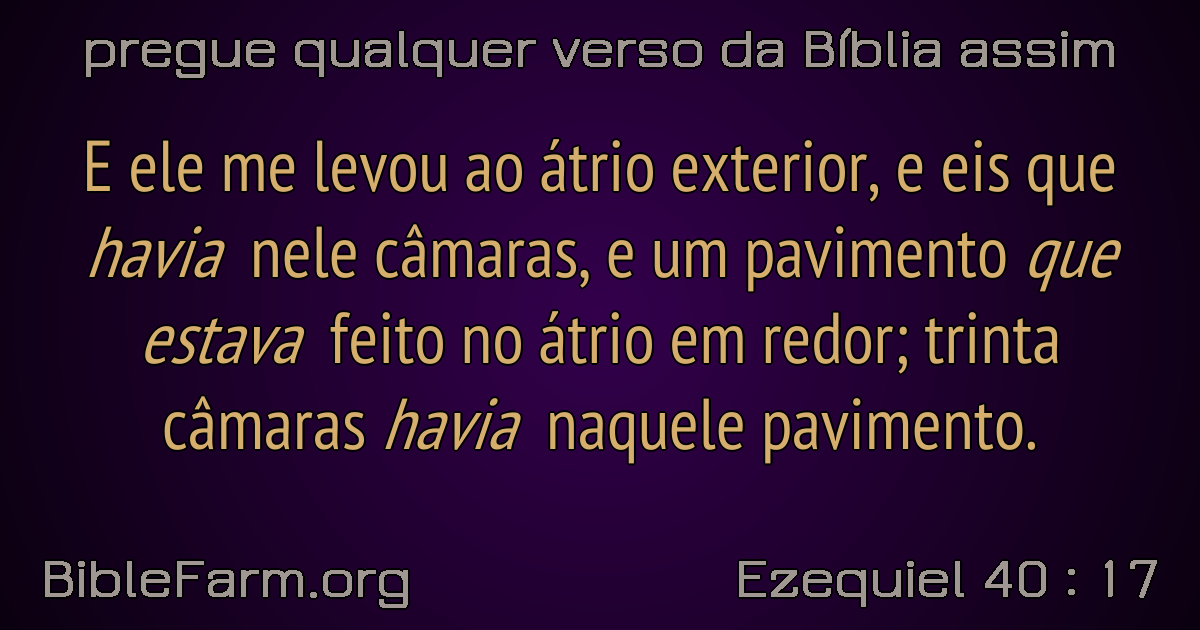 pregue qualquer verso da Bíblia assim
E ele me levou ao átrio exterior, e eis que
havia nele câmaras, e um pavimento que
estava feito no átrio em redor; trinta
câmaras havia naquele pavimento.
BibleFarm.org
Ezequiel 40 : 17